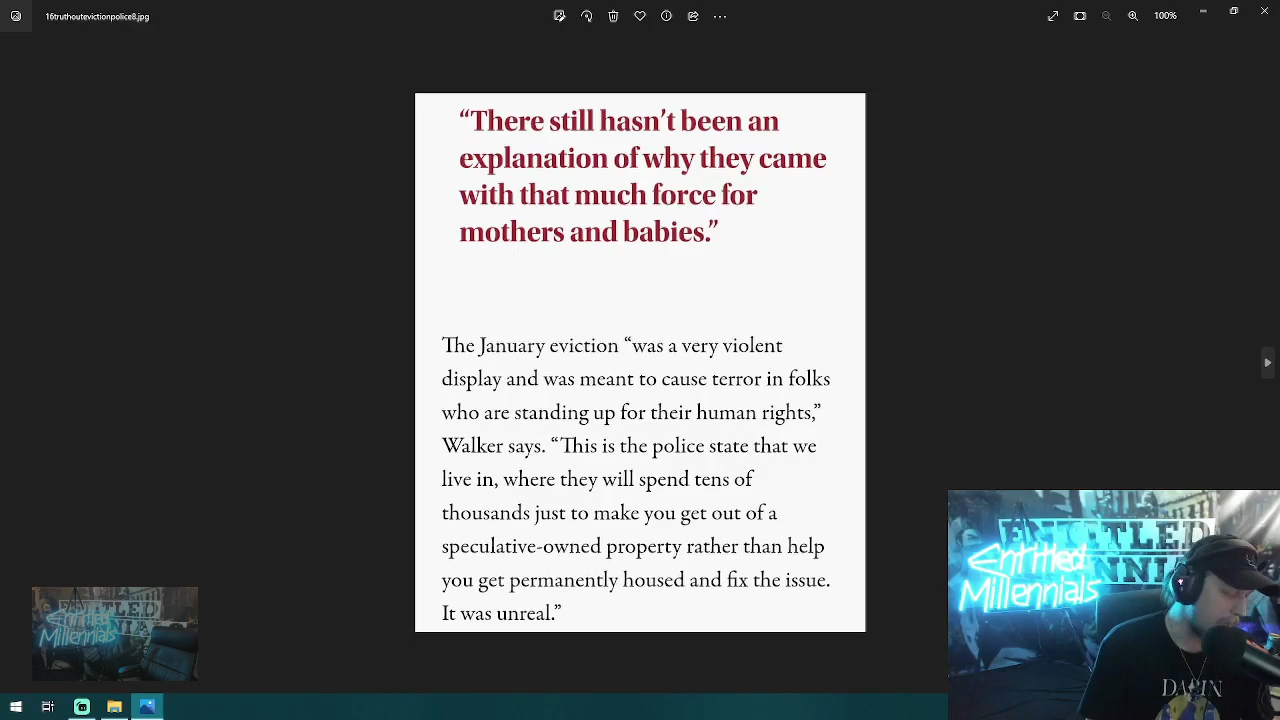 16truthoutevictionpolice8.jpg
100%
“There still hasn’t been an
explanation of why they came
with that much force for
mothers and babies.”
The January eviction “was a very violent
display and was meant to cause terror in folks
who are standing up for their human rights,”
Walker says. “This is the police state that we
live in, where they will spend tens of
thousands just to make you get out of a
speculative-owned property rather than help
you get permanently housed and fix the issue.
It was unreal.”
Entitled
Millennials
Entitled
Millennials